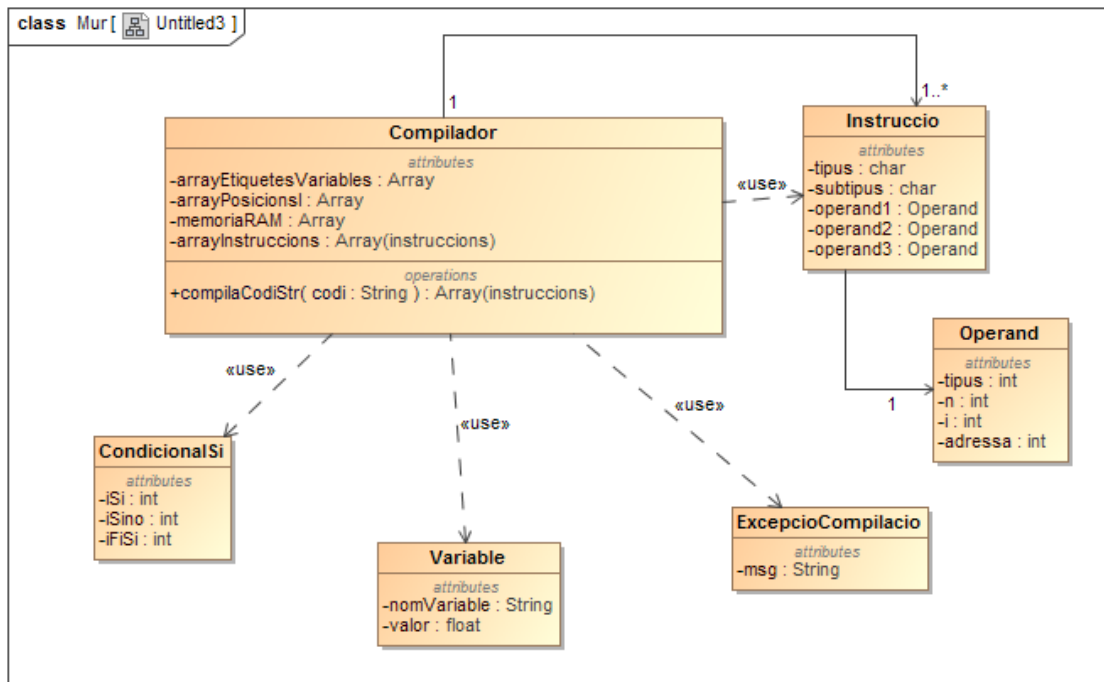 class Mur [ Untitled3 ]
1
1..*
Compilador
attributes
-arrayEtiquetesVariables : Array
-arrayPosicionsI : Array
-memoriaRAM : Array
-arrayInstruccions : Array(instruccions)
operations
+compilaCodiStr( codi : String ) : Array(instruccions)
«use»
Instruccio
attributes
-tipus : char
-subtipus : char
-operand1 : Operand
-operand2 : Operand
-operand3 : Operand
1
Operand
attributes
-tipus : int
-n : int
-i : int
-adressa : int
«use»
«use»
«use»
CondicionalSi
attributes
-iSi : int
-iSino : int
-iFiSi : int
Variable
attributes
-nomVariable : String
-valor : float
ExcepcioCompilacio
attributes
-msg : String